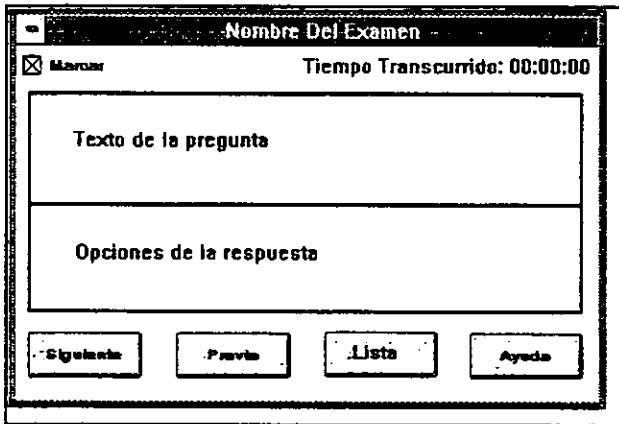 Nombre Del Examen
Marcar Tiempo Transcurrido: 00:00:00
Texto de la pregunta
Opciones de la respuesta
Siguiente Previa Lista Ayuda